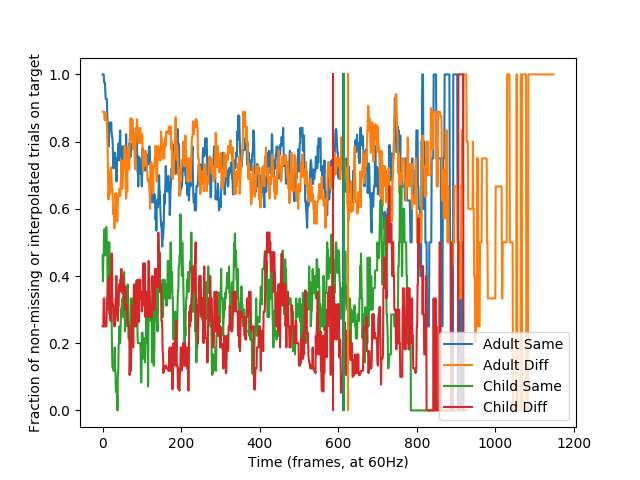 Fraction of non-missing or interpolated trials on target
1.0
0.8
0.6
0.4
0.2
0.0
Adult Same
Adult Diff
Child Same
Child Diff
0 200 400 600 800 1000 1200
Time (frames, at 60Hz)